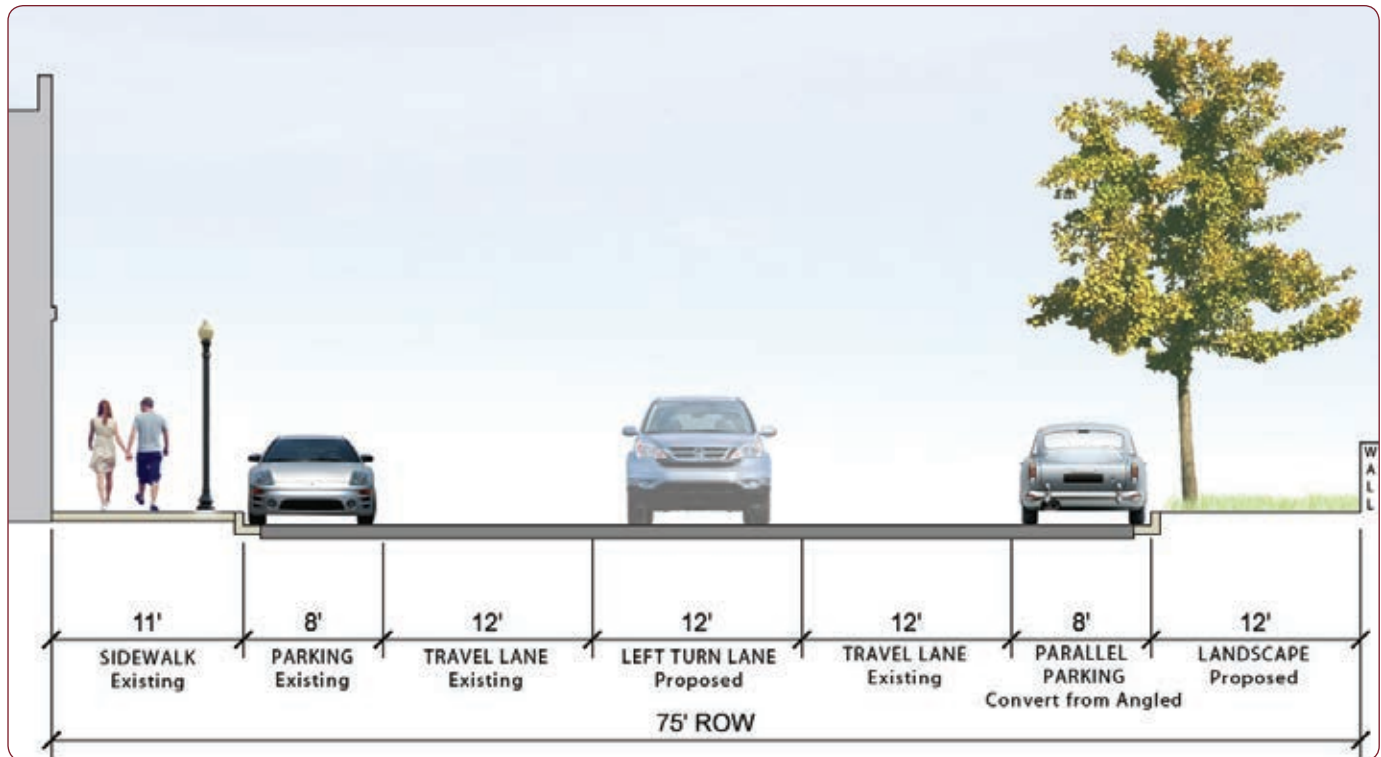 WALL
11'
8'
12'
12'
12'
8'
12'
SIDEWALK
Existing
PARKING
Existing
TRAVEL LANE
Existing
LEFT TURN LANE
Proposed
TRAVEL LANE
Existing
PARALLEL
PARKING
Convert from Angled
LANDSCAPE
Proposed
75' ROW